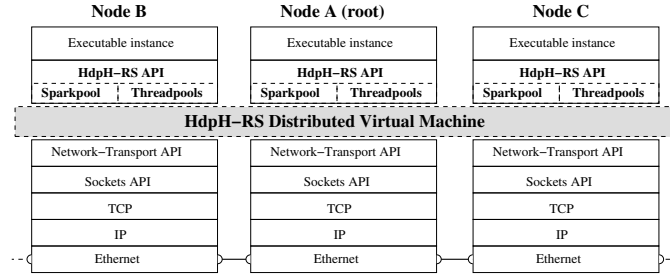 Node B Node A (root) Node C
Executable instance Executable instance Executable instance
HdpH−RS API HdpH−RS API HdpH−RS API
Sparkpool Threadpools Sparkpool Threadpools Sparkpool Threadpools
HdpH−RS Distributed Virtual Machine
Network−Transport API Network−Transport API Network−Transport API
Sockets API Sockets API Sockets API
TCP TCP TCP
IP IP IP
Ethernet Ethernet Ethernet